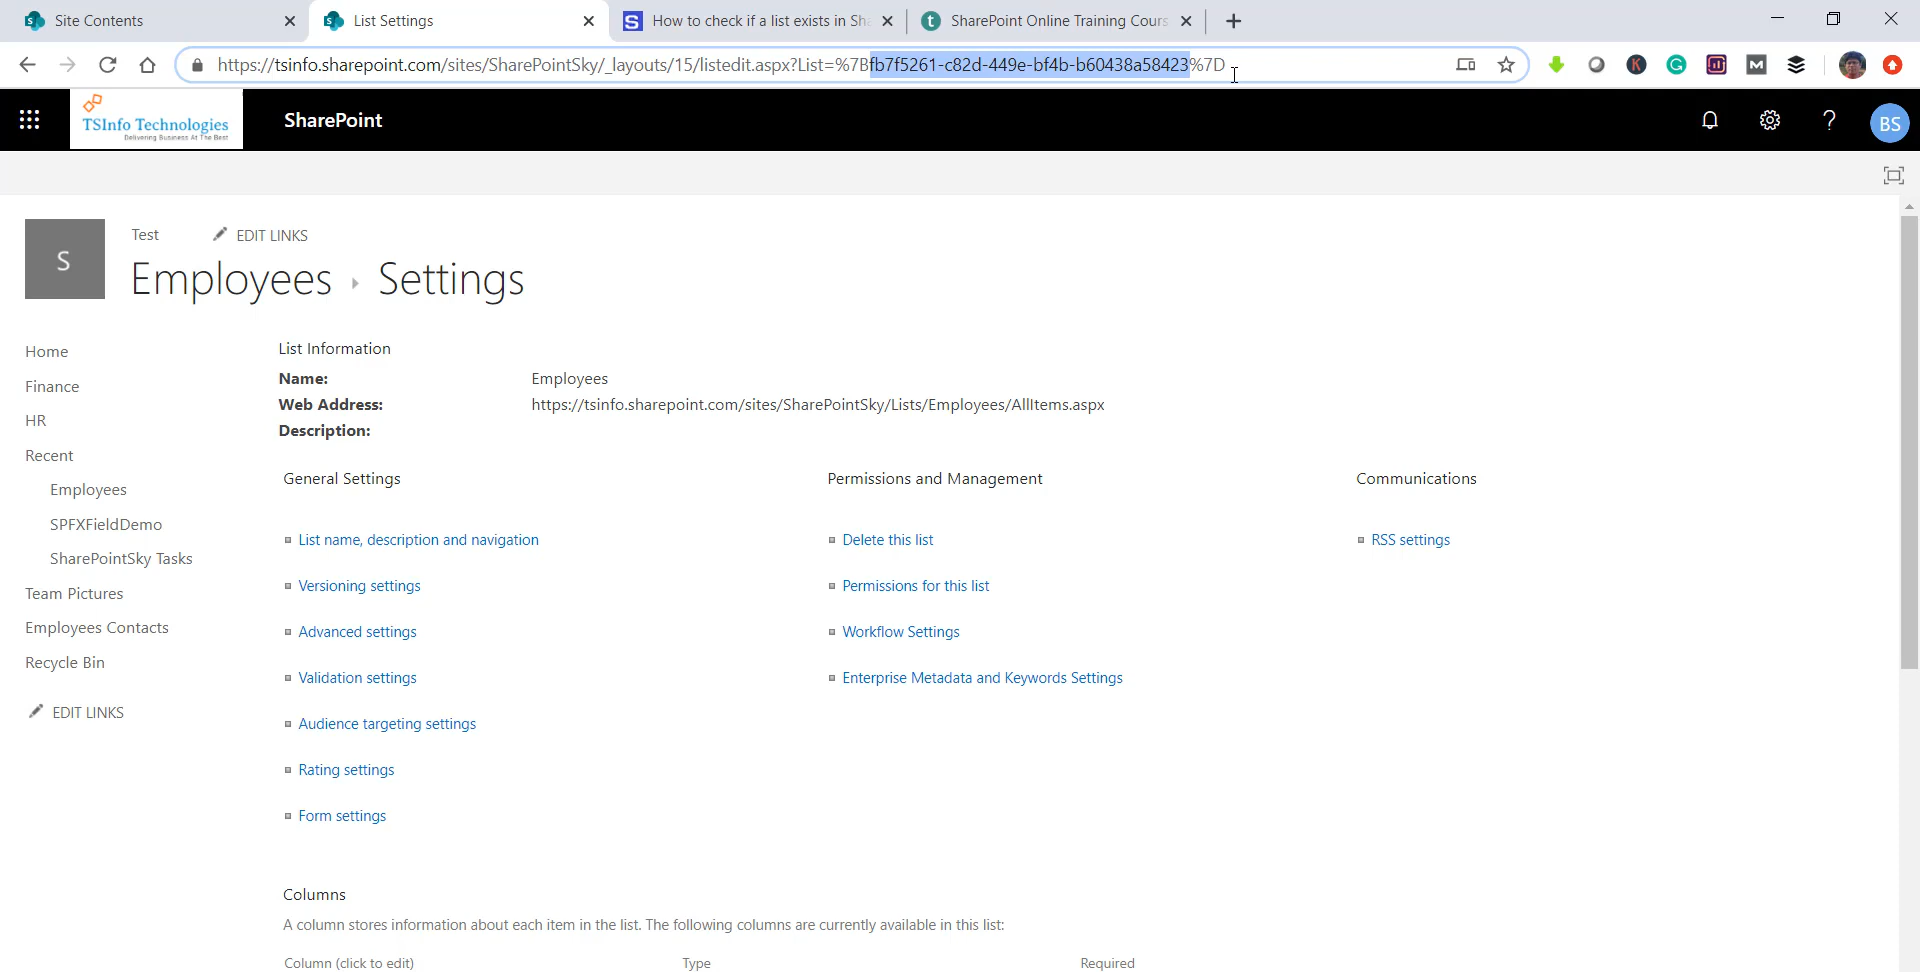 Site Contents
List Settings
How to check if a list exists in Sha
SharePoint Online Training Cours
https://tsinfo.sharepoint.com/sites/SharePointSky/_layouts/15/listedit.aspx?List=%7Bfb7f5261-c82d-449e-bf4b-b60438a58423%7D
TSInfo Technologies
Delivering Business At The Best
SharePoint
BS
S
Test
EDIT LINKS
Employees
Settings
Home
Finance
HR
Recent
Employees
SPFXFieldDemo
SharePointSky Tasks
Team Pictures
Employees Contacts
Recycle Bin
EDIT LINKS
List Information
Name: Employees
Web Address: https://tsinfo.sharepoint.com/sites/SharePointSky/Lists/Employees/AllItems.aspx
Description:
General Settings
List name, description and navigation
Versioning settings
Advanced settings
Validation settings
Audience targeting settings
Rating settings
Form settings
Permissions and Management
Delete this list
Permissions for this list
Workflow Settings
Enterprise Metadata and Keywords Settings
Communications
RSS settings
Columns
A column stores information about each item in the list. The following columns are currently available in this list:
Column (click to edit) Type Required